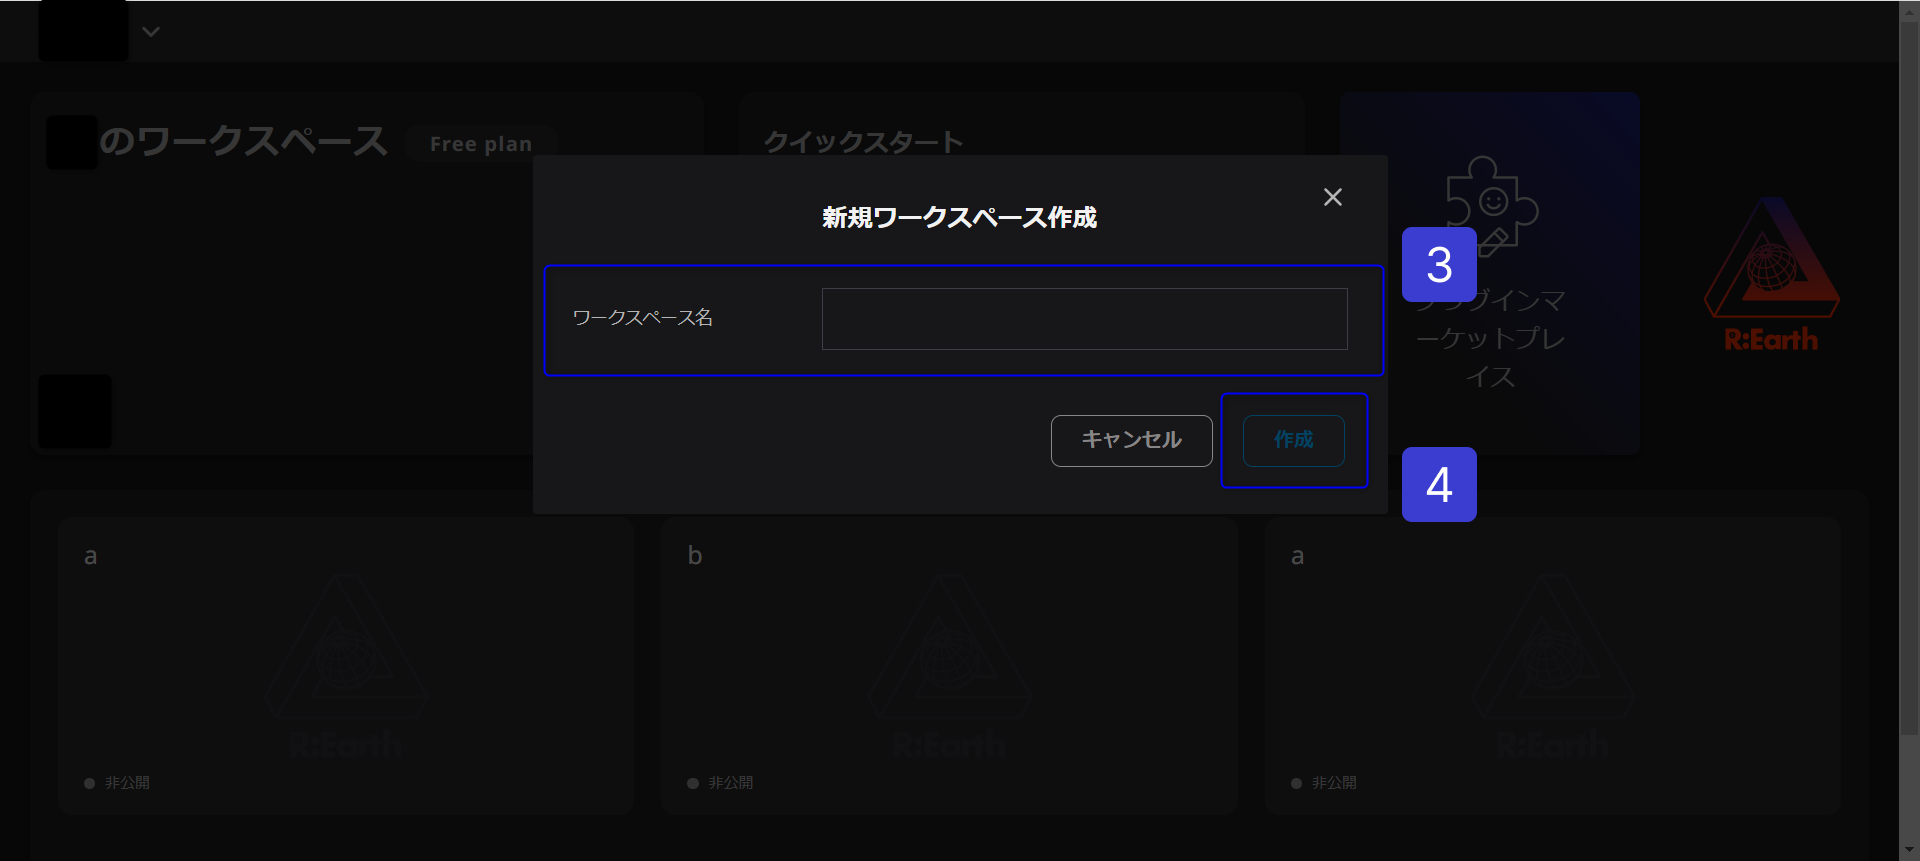 のワークスペース Free plan
クイックスタート
新規ワークスペース作成
ワークスペース名
キャンセル
作成
3
4
プラグインマ
ーケットプレ
イス
R:Earth
a
R:Earth
非公開
b
R:Earth
非公開
a
R:Earth
非公開